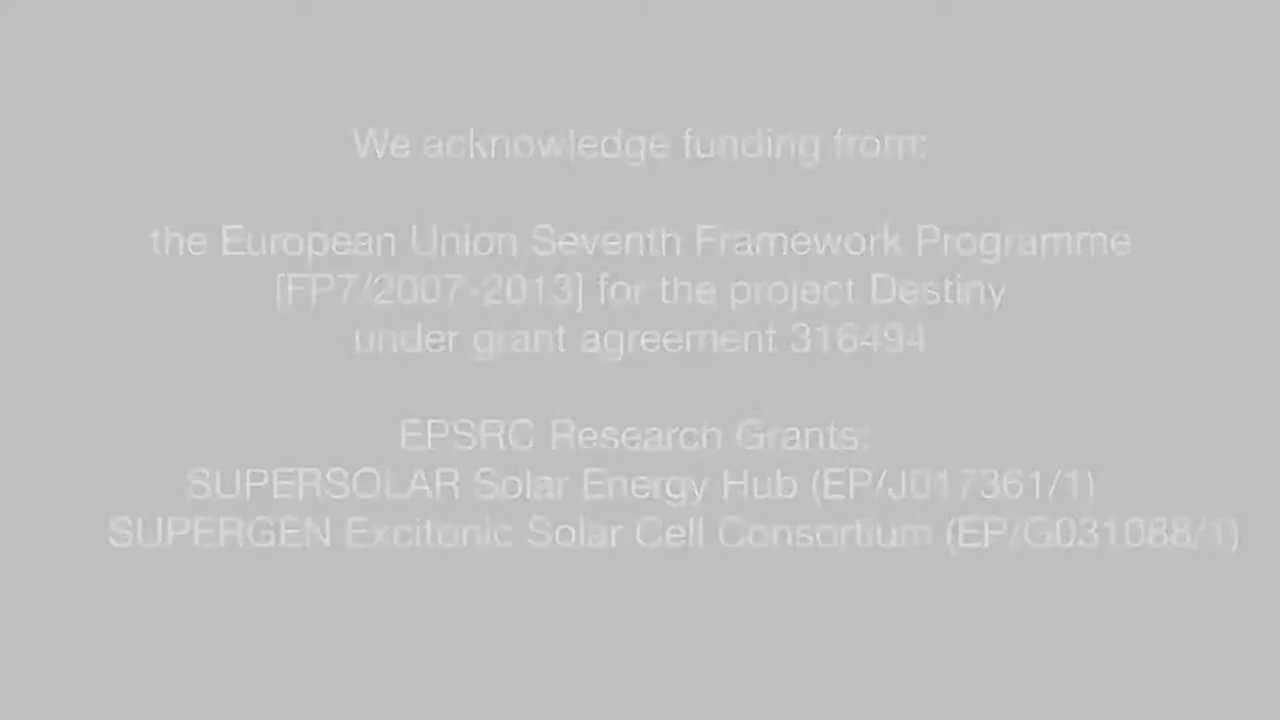 We acknowledge funding from:
the European Union Seventh Framework Programme
[FP7/2007-2013] for the project Destiny
under grant agreement 316494
EPSRC Research Grants:
SUPERSOLAR Solar Energy Hub (EP/J017361/1)
SUPERGEN Excitonic Solar Cell Consortium (EP/G031088/1)